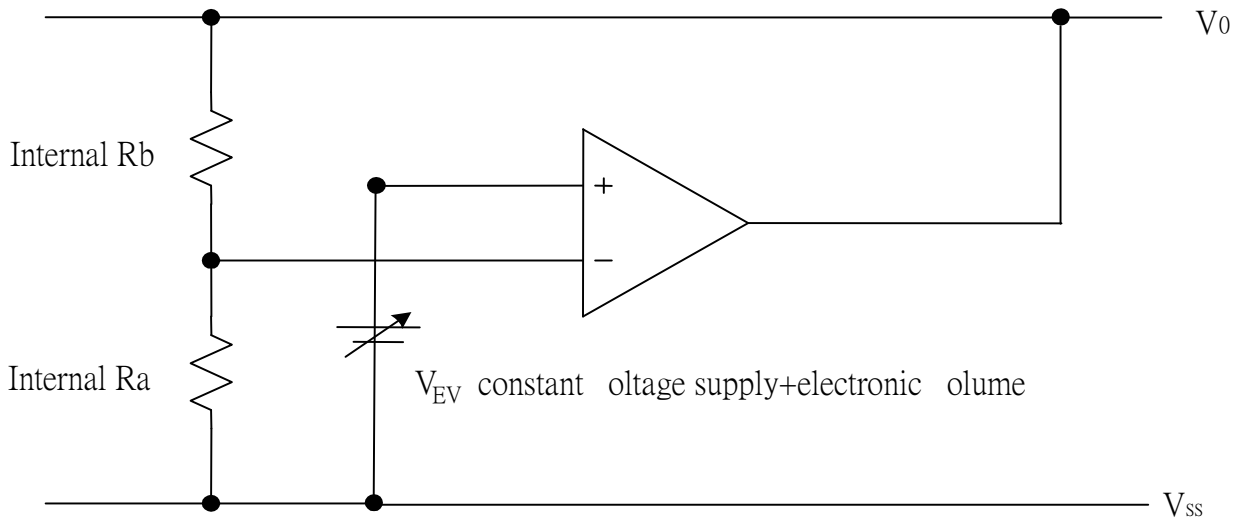 V0
Internal Rb
+
−
Internal Ra
VEV constant oltage supply+electronic olume
Vss